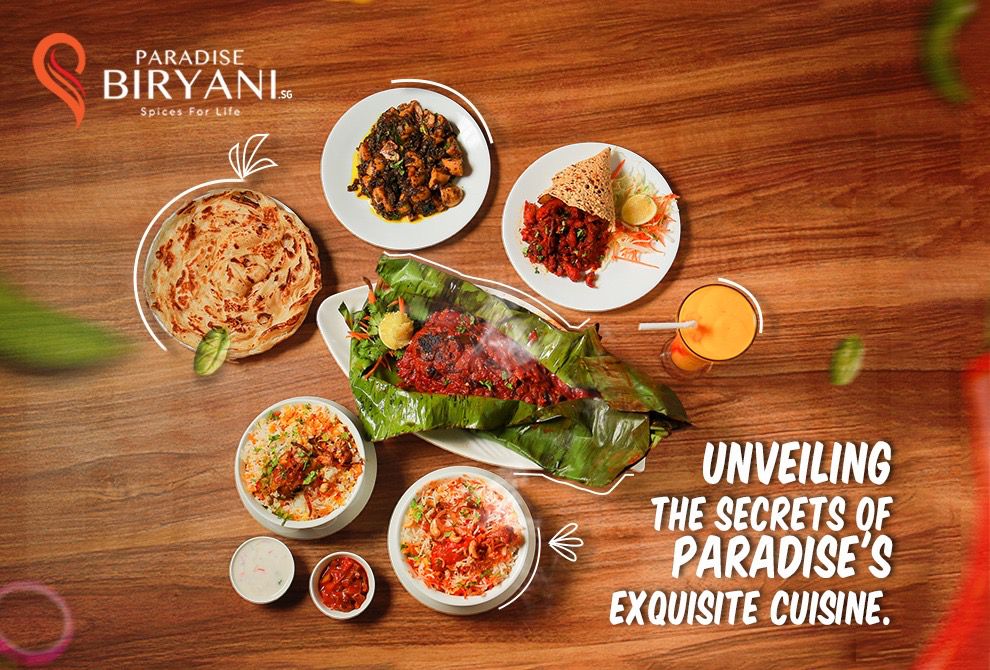 PARADISE
BIRYANI.SG
Spices For Life
UNVEILING
THE SECRETS OF
PARADISE'S
EXQUISITE CUISINE.